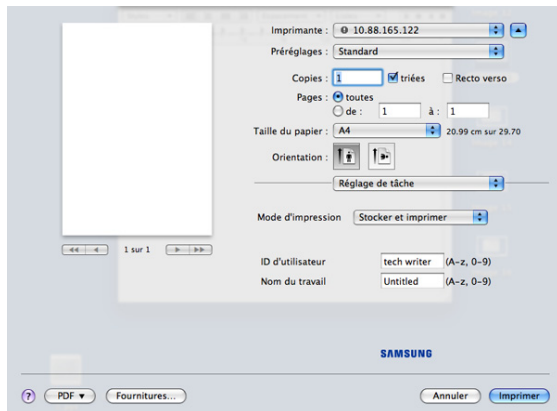 Imprimante : 10.88.165.122
Préréglages : Standard
Copies : 1 triées Recto verso
Pages : toutes
de : 1 à : 1
Taille du papier : A4 20.99 cm sur 29.70
Orientation :
Réglage de tâche
Mode d'impression Stocker et imprimer
1 sur 1
ID d'utilisateur tech writer (A-z, 0-9)
Nom du travail Untitled (A-z, 0-9)
SAMSUNG
? PDF Fournitures... Annuler Imprimer